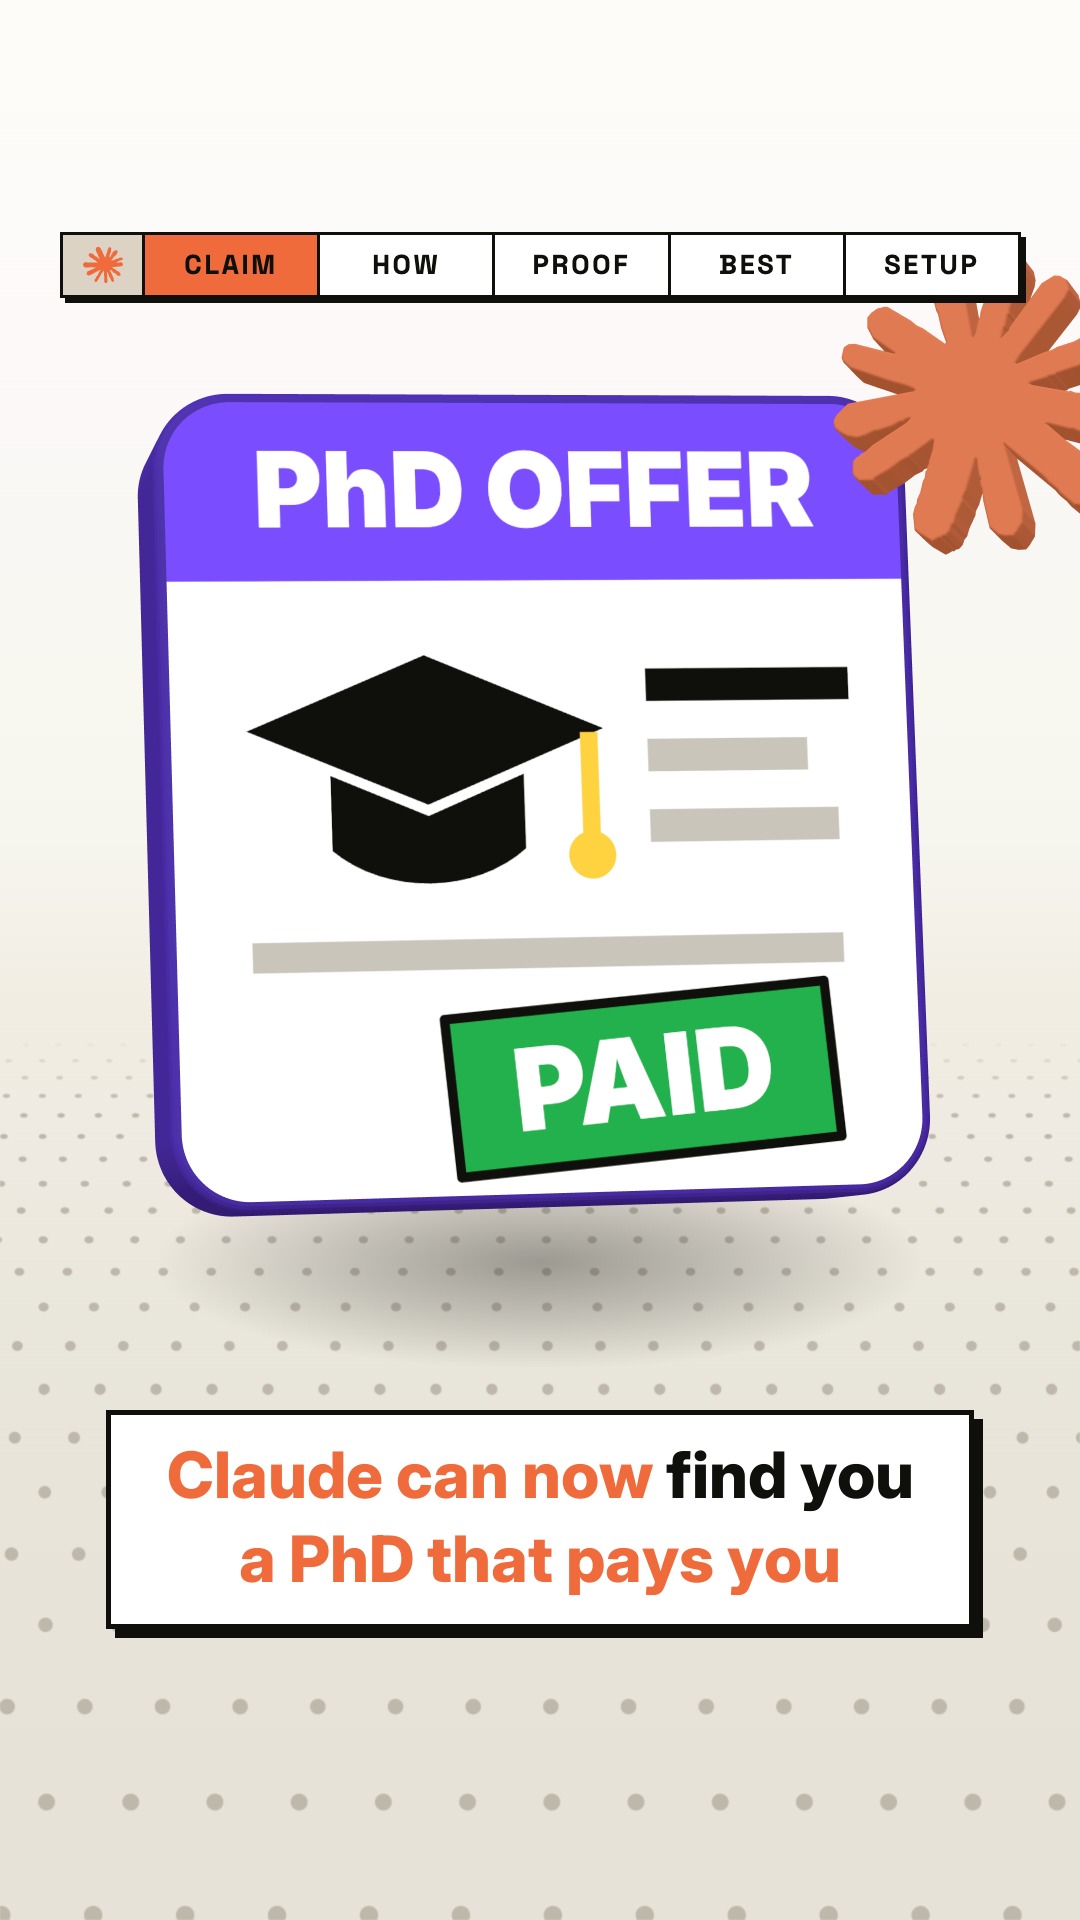 CLAIM HOW PROOF BEST SETUP
PhD OFFER
PAID
Claude can now find you
a PhD that pays you